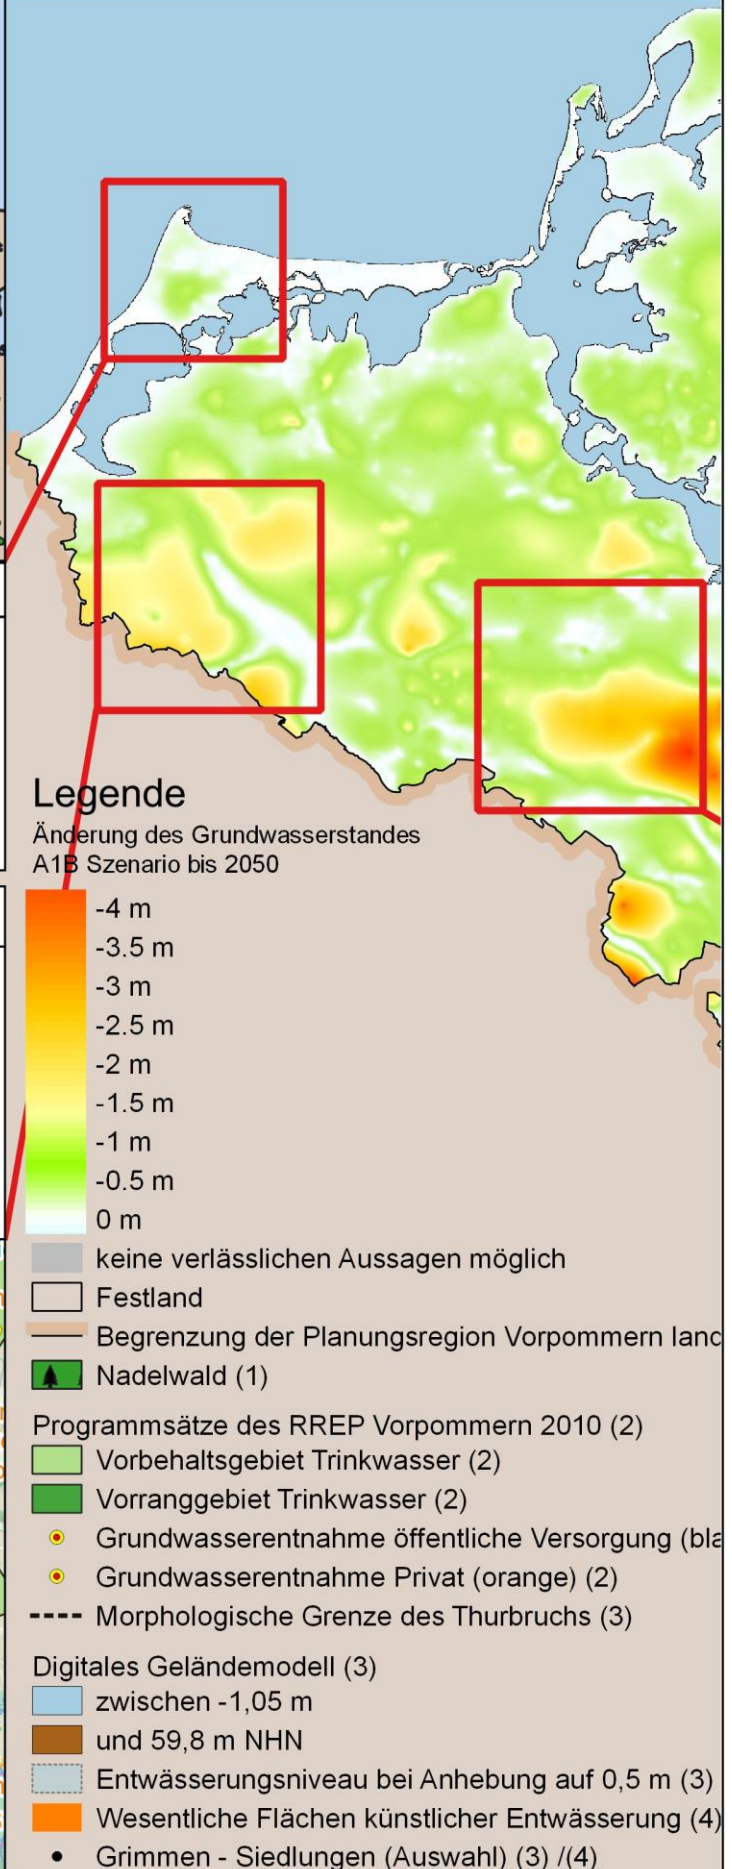 Legende
Änderung des Grundwasserstandes
A1B Szenario bis 2050
-4 m
-3.5 m
-3 m
-2.5 m
-2 m
-1.5 m
-1 m
-0.5 m
0 m
keine verlässlichen Aussagen möglich
Festland
Begrenzung der Planungsregion Vorpommern land
Nadelwald (1)
Programmsätze des RREP Vorpommern 2010 (2)
Vorbehaltsgebiet Trinkwasser (2)
Vorranggebiet Trinkwasser (2)
Grundwasserentnahme öffentliche Versorgung (bla
Grundwasserentnahme Privat (orange) (2)
Morphologische Grenze des Thurbruchs (3)
Digitales Geländemodell (3)
zwischen -1,05 m
und 59,8 m NHN
Entwässerungsniveau bei Anhebung auf 0,5 m (3)
Wesentliche Flächen künstlicher Entwässerung (4)
Grimmen - Siedlungen (Auswahl) (3) /(4)